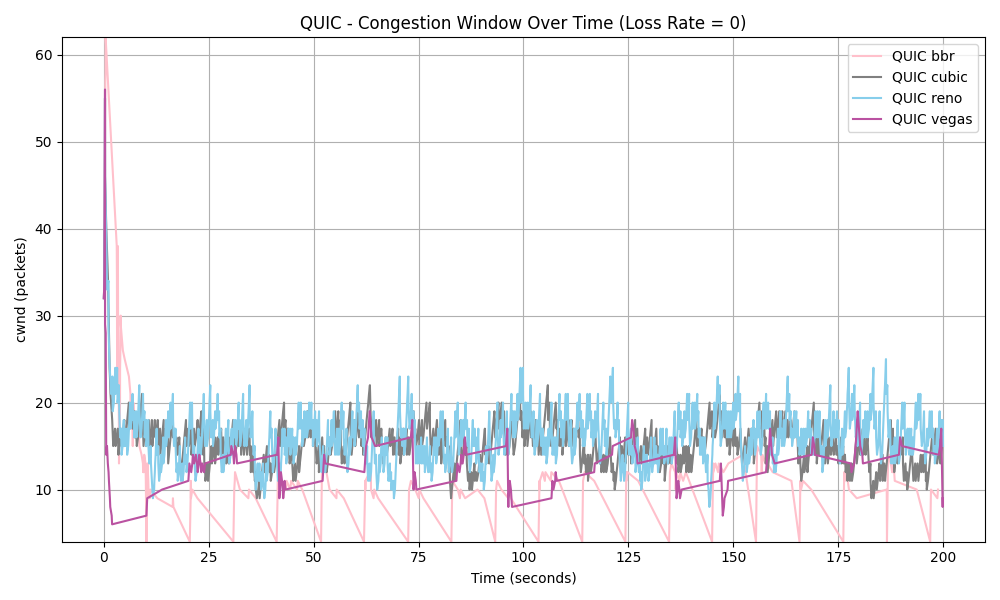 QUIC - Congestion Window Over Time (Loss Rate = 0)
QUIC bbr
QUIC cubic
QUIC reno
QUIC vegas
cwnd (packets)
60
50
40
30
20
10
0 25 50 75 100 125 150 175 200
Time (seconds)